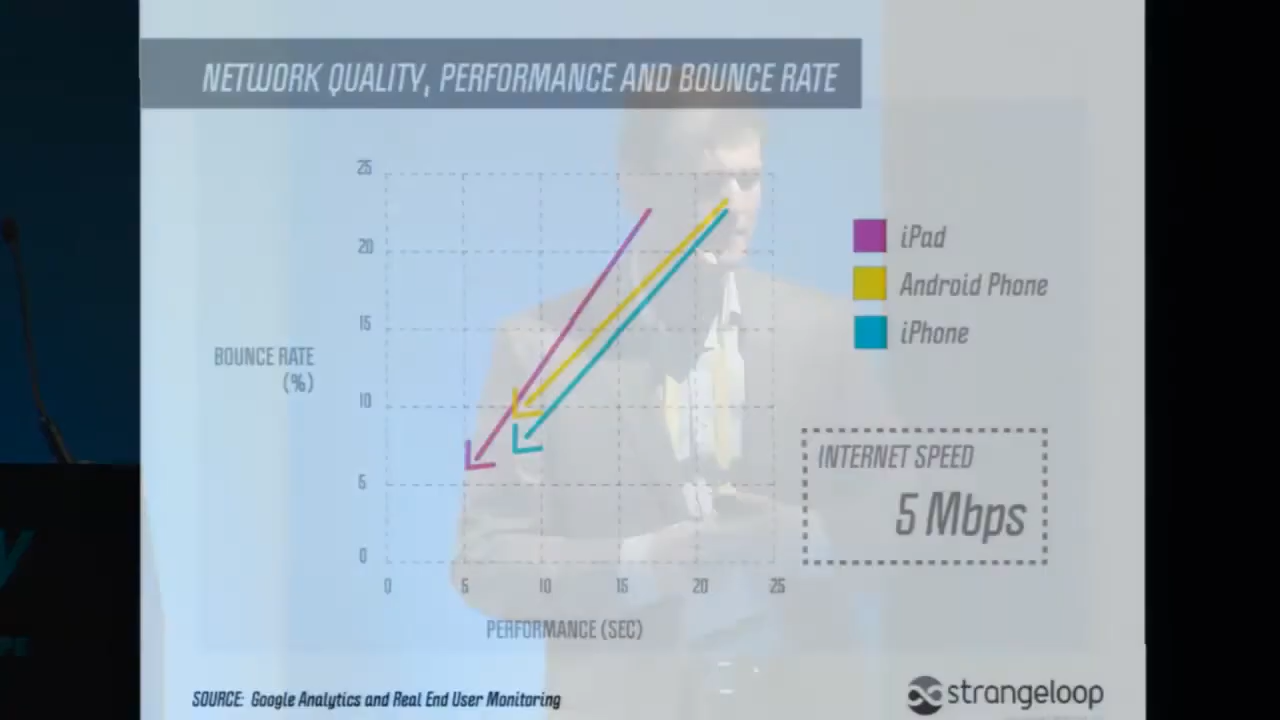 NETWORK QUALITY, PERFORMANCE AND BOUNCE RATE
25
20
15
10
5
0
BOUNCE RATE
(%)
0 5 10 15 20 25
PERFORMANCE (SEC)
iPad
Android Phone
iPhone
INTERNET SPEED
5 Mbps
SOURCE: Google Analytics and Real End User Monitoring
strangeloop